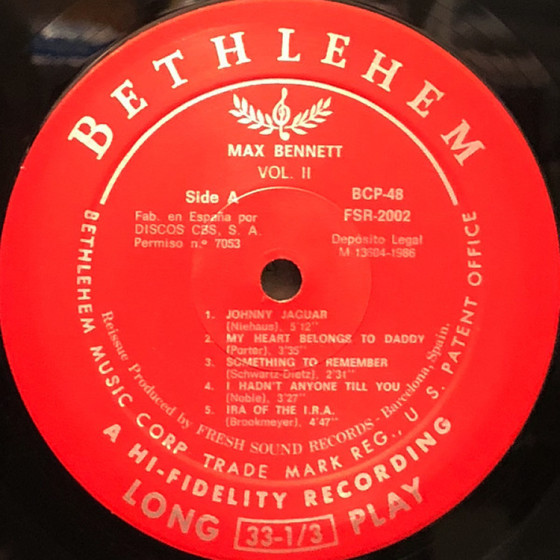 BETHLEHEM
MAX BENNETT
VOL. II
Side A
BCP-48
Fab. en España por
FSR-2002
DISCOS CBS, S. A.
Permiso n.º 7053
Depósito Legal
M-13604-1986
1. JOHNNY JAGUAR
(Niehaus), 5'12"
2. MY HEART BELONGS TO DADDY
(Porter), 3'35"
3. SOMETHING TO REMEMBER
(Schwartz-Dietz), 2'31"
4. I HADN'T ANYONE TILL YOU
(Noble), 3'27"
5. IRA OF THE I.R.A.
(Brookmeyer), 4'47"
Reissue Produced by FRESH SOUND RECORDS - Barcelona, Spain.
BETHLEHEM MUSIC CORP. TRADE MARK REG., U. S. PATENT OFFICE
A HI-FIDELITY RECORDING
LONG 33-1/3 PLAY